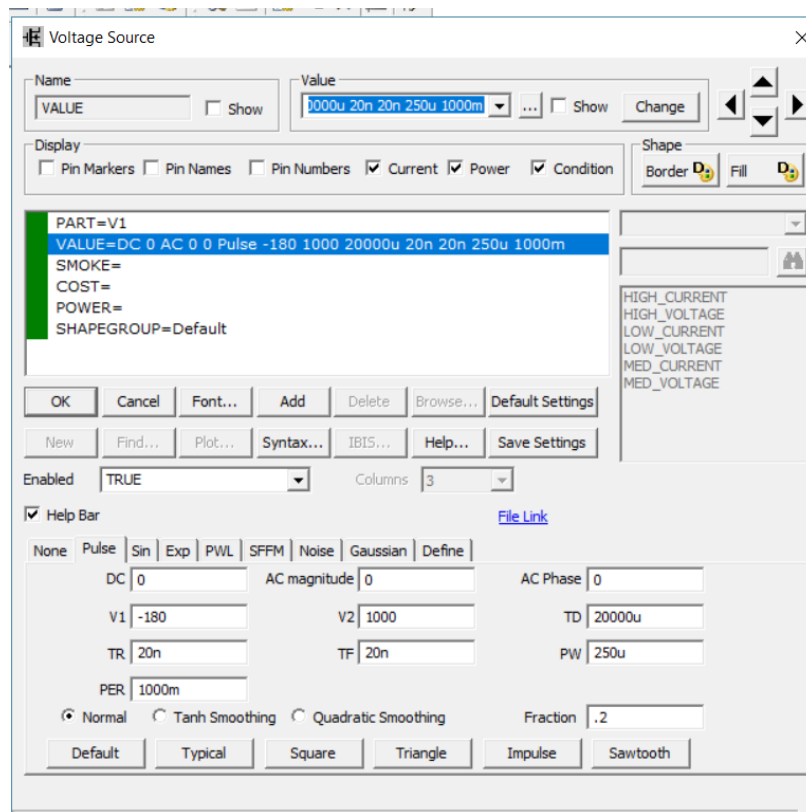 Voltage Source
Name
Value
VALUE
Show
0000u 20n 20n 250u 1000m
...
Show
Change
Display
Shape
Pin Markers
Pin Names
Pin Numbers
Current
Power
Condition
Border
Fill
PART=V1
VALUE=DC 0 AC 0 0 Pulse -180 1000 20000u 20n 20n 250u 1000m
SMOKE=
COST=
POWER=
SHAPEGROUP=Default
HIGH_CURRENT
HIGH_VOLTAGE
LOW_CURRENT
LOW_VOLTAGE
MED_CURRENT
MED_VOLTAGE
OK
Cancel
Font...
Add
Delete
Browse...
Default Settings
New
Find...
Plot...
Syntax...
IBIS...
Help...
Save Settings
Enabled
TRUE
Columns
3
Help Bar
File Link
None
Pulse
Sin
Exp
PWL
SFFM
Noise
Gaussian
Define
DC 0
AC magnitude 0
AC Phase 0
V1 -180
V2 1000
TD 20000u
TR 20n
TF 20n
PW 250u
PER 1000m
Normal
Tanh Smoothing
Quadratic Smoothing
Fraction .2
Default
Typical
Square
Triangle
Impulse
Sawtooth